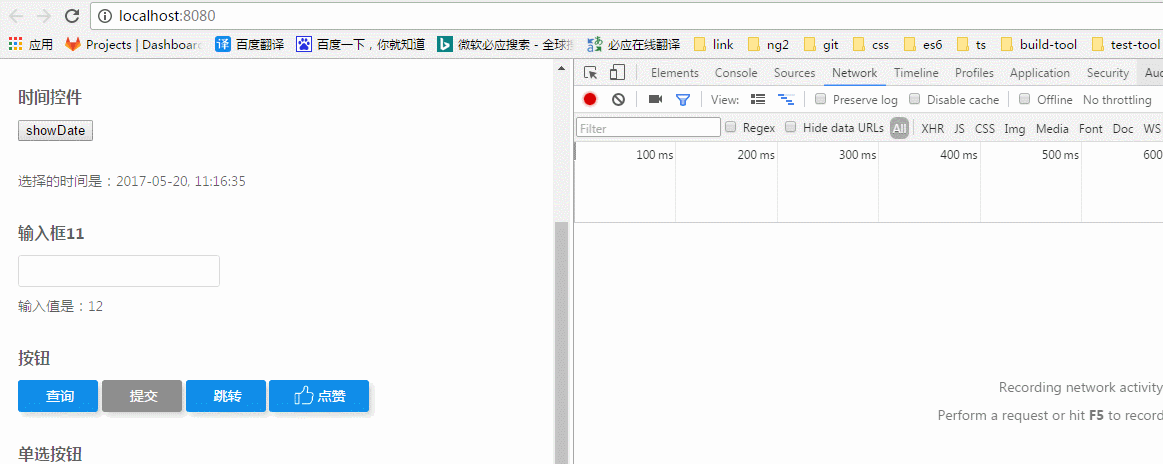 localhost:8080
应用 Projects | Dashboard 百度翻译 百度一下，你就知道 微软必应搜索 - 全球 必应在线翻译 link ng2 git css es6 ts build-tool test-tool
Elements Console Sources Network Timeline Profiles Application Security Au
View: Preserve log Disable cache Offline No throttling
Filter Regex Hide data URLs All XHR JS CSS Img Media Font Doc WS
100 ms 200 ms 300 ms 400 ms 500 ms 600
时间控件
showDate
选择的时间是：2017-05-20, 11:16:35
输入框11
输入值是：12
按钮
查询 提交 跳转 点赞
单选按钮
Recording network activity
Perform a request or hit F5 to record